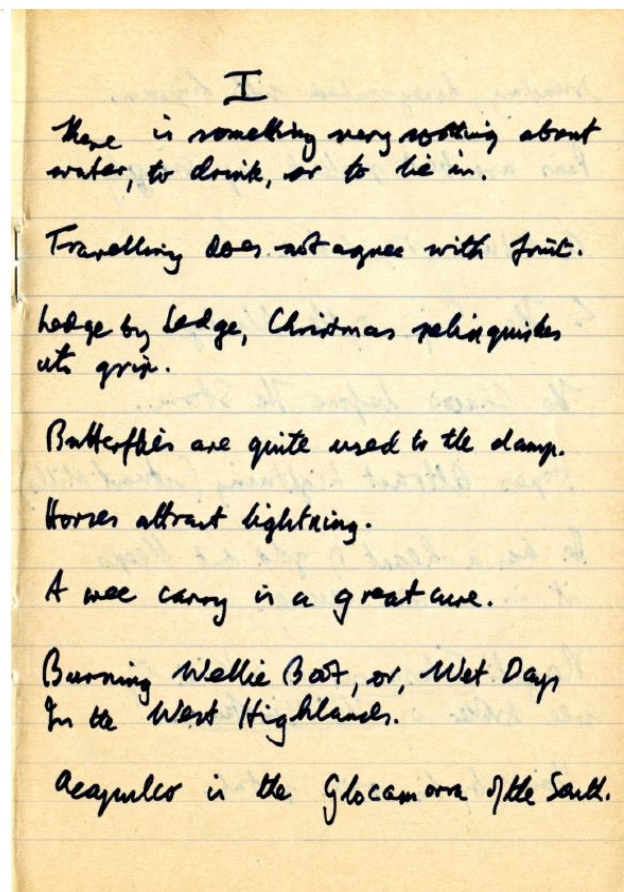 I
There is something very soothing about
water, to drink, or to lie in.
Travelling does not agree with fruit.
Ledge by Ledge, Christmas relinquishes
its grip.
Butterflies are quite used to the damp.
Horses attract lightning.
A wee carry is a great cure.
Burning Wellie Boot, or, Wet Days
In the West Highlands.
Acapulco is the Glocamorra of the South.